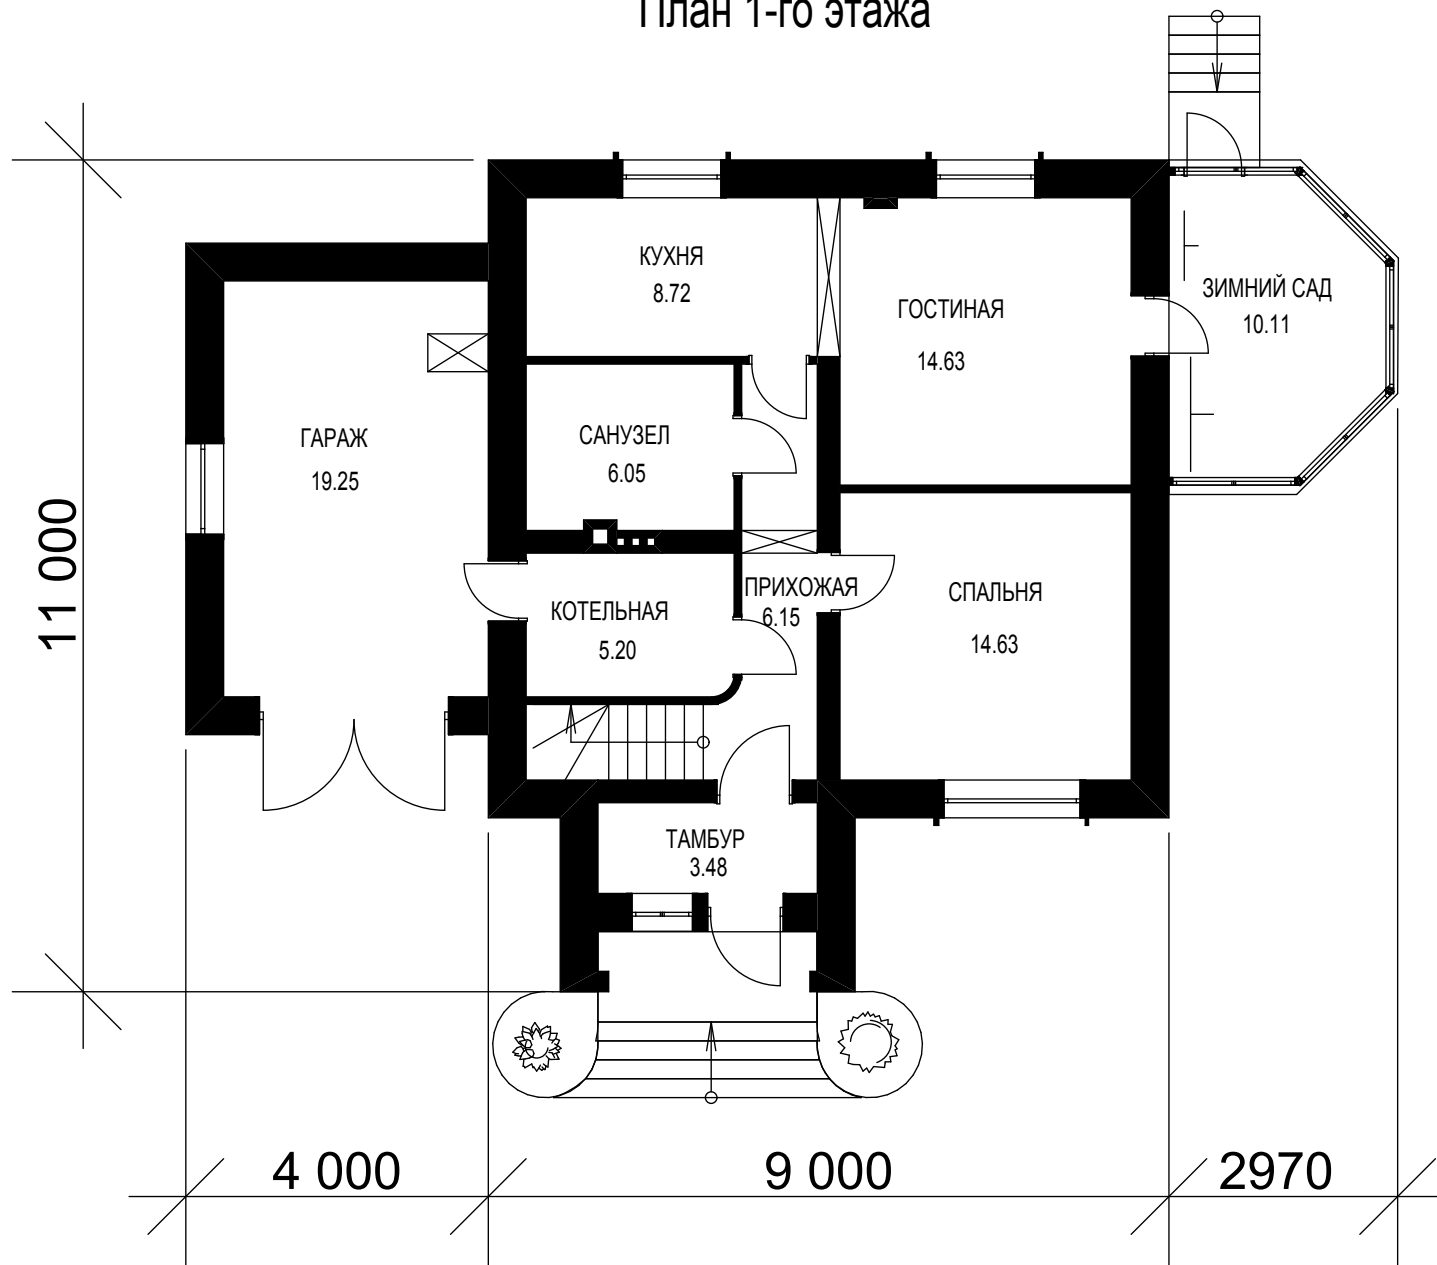 План 1-го этажа
КУХНЯ
8.72
ГОСТИНАЯ
14.63
ЗИМНИЙ САД
10.11
ГАРАЖ
19.25
САНУЗЕЛ
6.05
КОТЕЛЬНАЯ
5.20
ПРИХОЖАЯ
6.15
СПАЛЬНЯ
14.63
ТАМБУР
3.48
11 000
4 000
9 000
2970